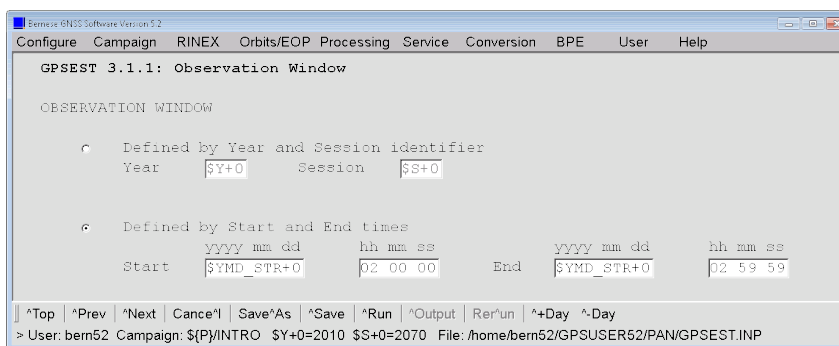 Bernese GNSS Software Version 5.2
Configure Campaign RINEX Orbits/EOP Processing Service Conversion BPE User Help
GPSEST 3.1.1: Observation Window
OBSERVATION WINDOW
Defined by Year and Session identifier
Year $Y+0 Session $S+0
Defined by Start and End times
yyyy mm dd hh mm ss yyyy mm dd hh mm ss
Start $YMD_STR+0 02 00 00 End $YMD_STR+0 02 59 59
^Top ^Prev ^Next Cance^l Save^As ^Save ^Run ^Output Rer^un ^+Day ^-Day
> User: bern52 Campaign: ${P}/INTRO $Y+0=2010 $S+0=2070 File: /home/bern52/GPSUSER52/PAN/GPSEST.INP